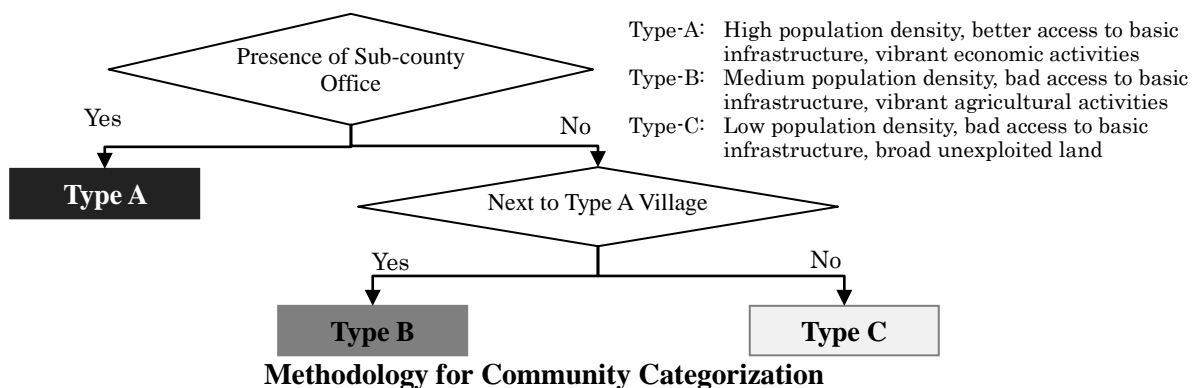 Presence of Sub-county
Office
Type-A: High population density, better access to basic
infrastructure, vibrant economic activities
Type-B: Medium population density, bad access to basic
infrastructure, vibrant agricultural activities
Type-C: Low population density, bad access to basic
infrastructure, broad unexploited land
Yes
No
Type A
Next to Type A Village
Yes
No
Type B
Type C
Methodology for Community Categorization